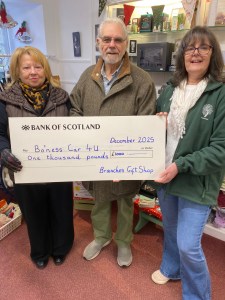 BANK OF SCOTLAND
December 2025
Bo'ness Car 4U
One thousand pounds £1000
Branches Gift Shop